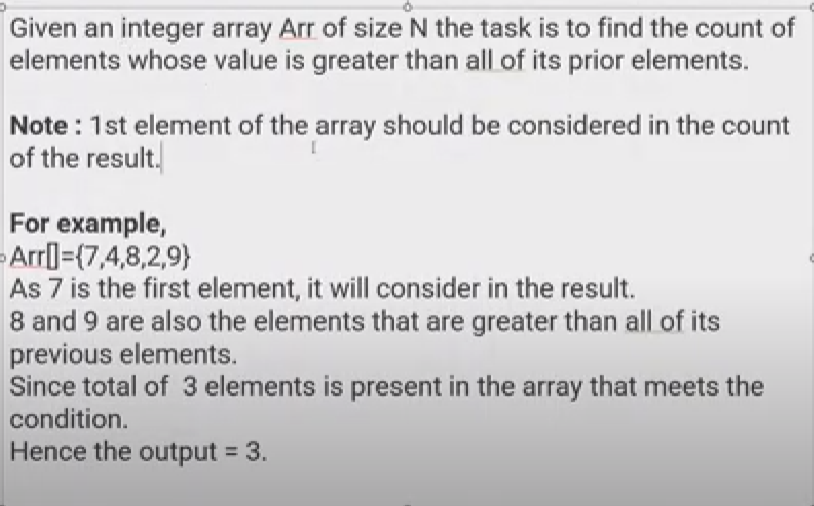 Given an integer array Arr of size N the task is to find the count of
elements whose value is greater than all of its prior elements.
Note : 1st element of the array should be considered in the count
of the result.
For example,
Arr[]={7,4,8,2,9}
As 7 is the first element, it will consider in the result.
8 and 9 are also the elements that are greater than all of its
previous elements.
Since total of  3 elements is present in the array that meets the
condition.
Hence the output = 3.